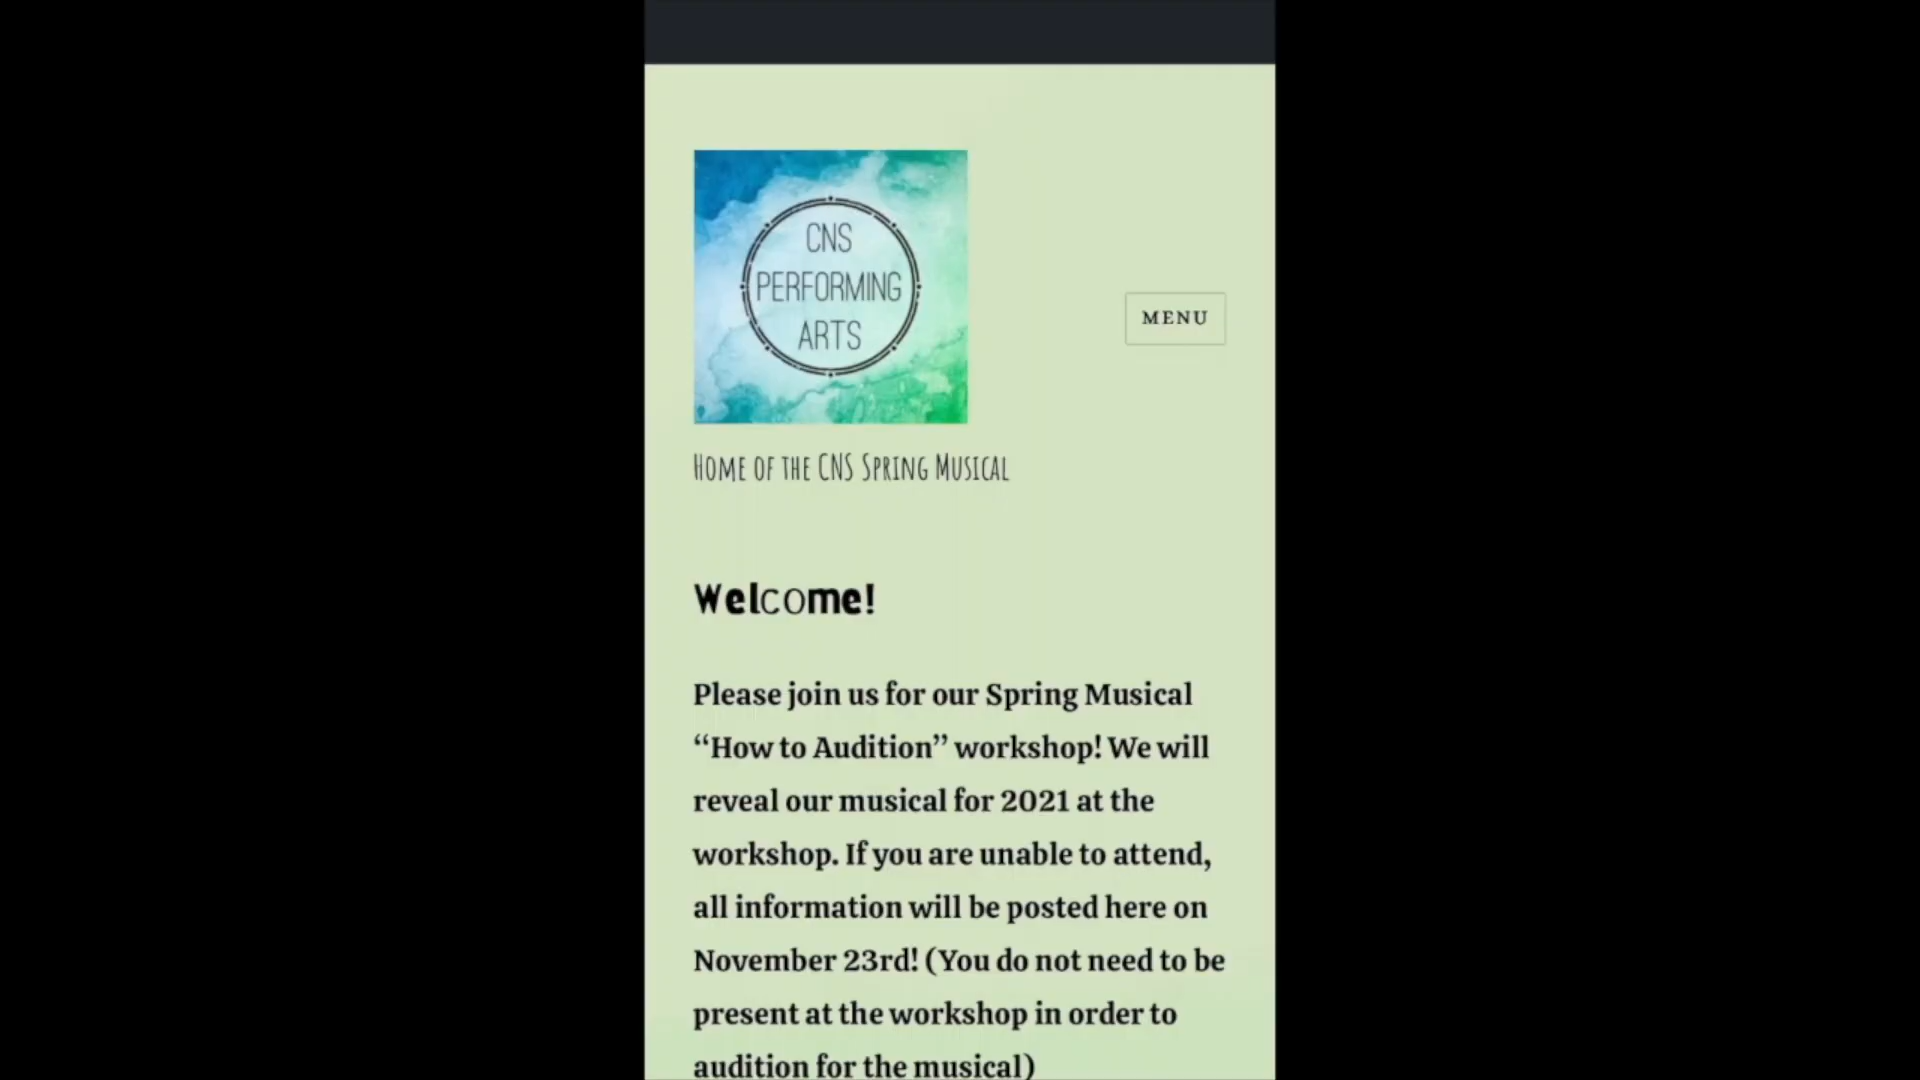 CNS
PERFORMING
ARTS
MENU
HOME OF THE CNS SPRING MUSICAL
Welcome!
Please join us for our Spring Musical
“How to Audition” workshop! We will
reveal our musical for 2021 at the
workshop. If you are unable to attend,
all information will be posted here on
November 23rd! (You do not need to be
present at the workshop in order to
audition for the musical)